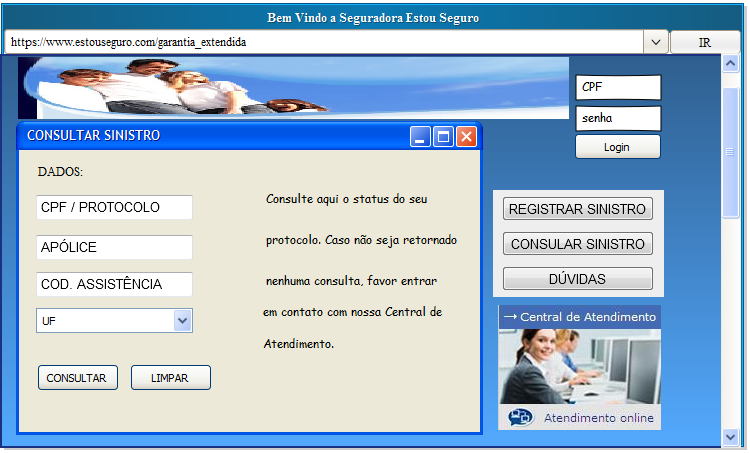 Bem Vindo a Seguradora Estou Seguro
https://www.estouseguro.com/garantia_extendida
IR
CPF
senha
Login
CONSULTAR SINISTRO
DADOS:
CPF / PROTOCOLO
APÓLICE
COD. ASSISTÊNCIA
UF
CONSULTAR
LIMPAR
Consulte aqui o status do seu
protocolo. Caso não seja retornado
nenhuma consulta, favor entrar
em contato com nossa Central de
Atendimento.
REGISTRAR SINISTRO
CONSULAR SINISTRO
DÚVIDAS
→ Central de Atendimento
Atendimento online